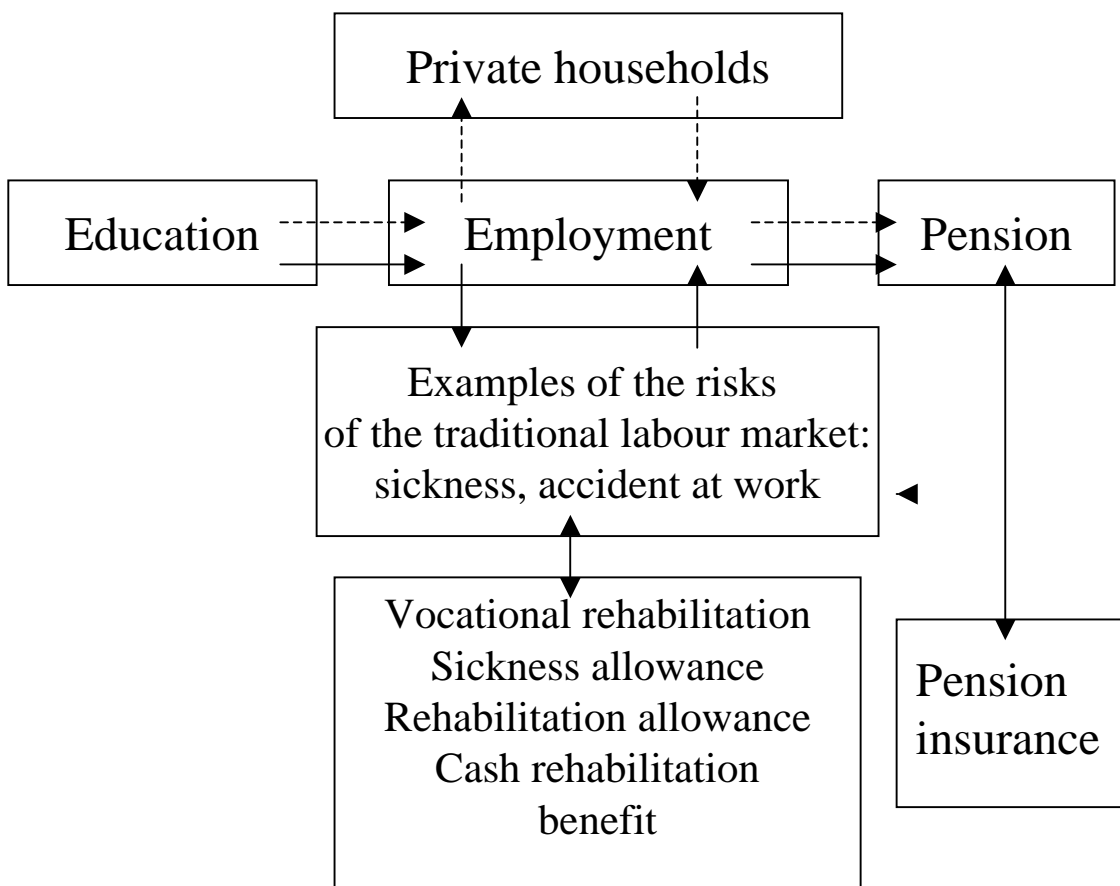 Private households
Education
Employment
Pension
Examples of the risks
of the traditional labour market:
sickness, accident at work
Vocational rehabilitation
Sickness allowance
Rehabilitation allowance
Cash rehabilitation
benefit
Pension
insurance